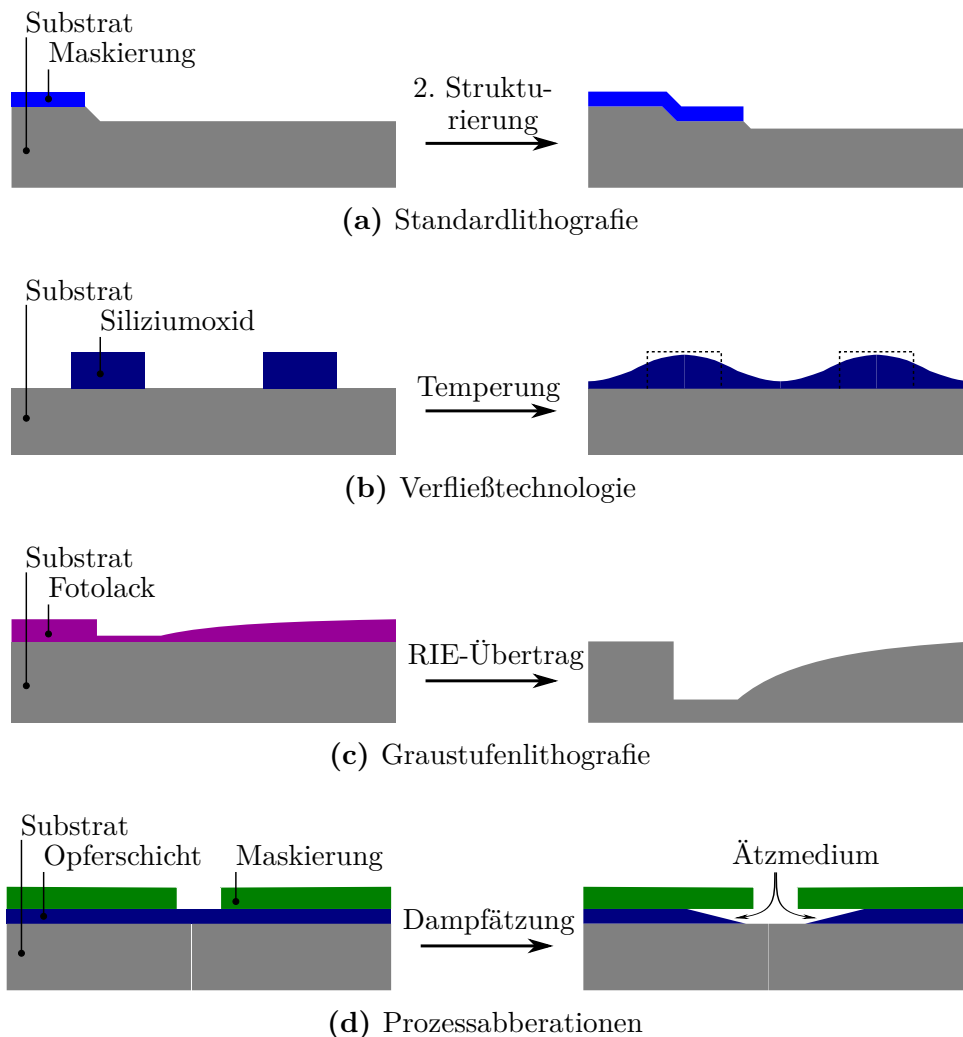 Substrat
Maskierung
2. Struktu-
rierung
(a) Standardlithografie
Substrat
Siliziumoxid
Temperung
(b) Verfließtechnologie
Substrat
Fotolack
RIE-Übertrag
(c) Graustufenlithografie
Substrat
Opferschicht
Maskierung
Dampfätzung
Ätzmedium
(d) Prozessabberationen